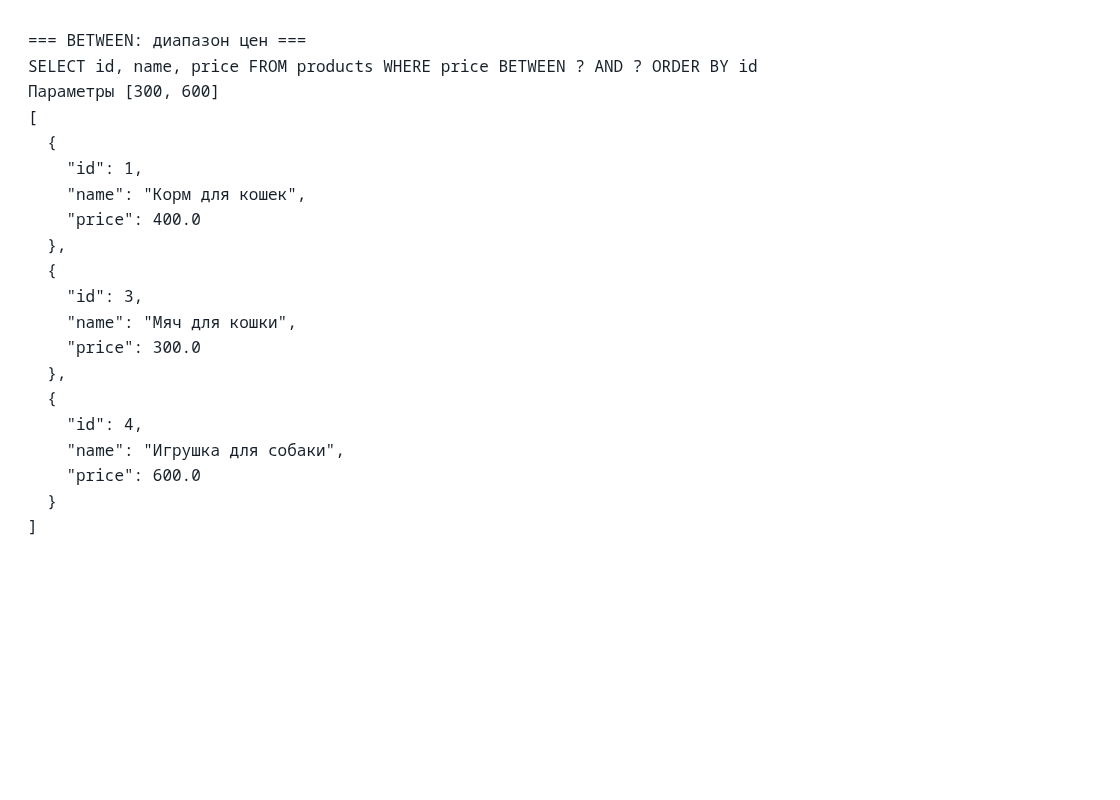 === BETWEEN: диапазон цен ===
SELECT id, name, price FROM products WHERE price BETWEEN ? AND ? ORDER BY id
Параметры [300, 600]
[
  {
    "id": 1,
    "name": "Корм для кошек",
    "price": 400.0
  },
  {
    "id": 3,
    "name": "Мяч для кошки",
    "price": 300.0
  },
  {
    "id": 4,
    "name": "Игрушка для собаки",
    "price": 600.0
  }
]